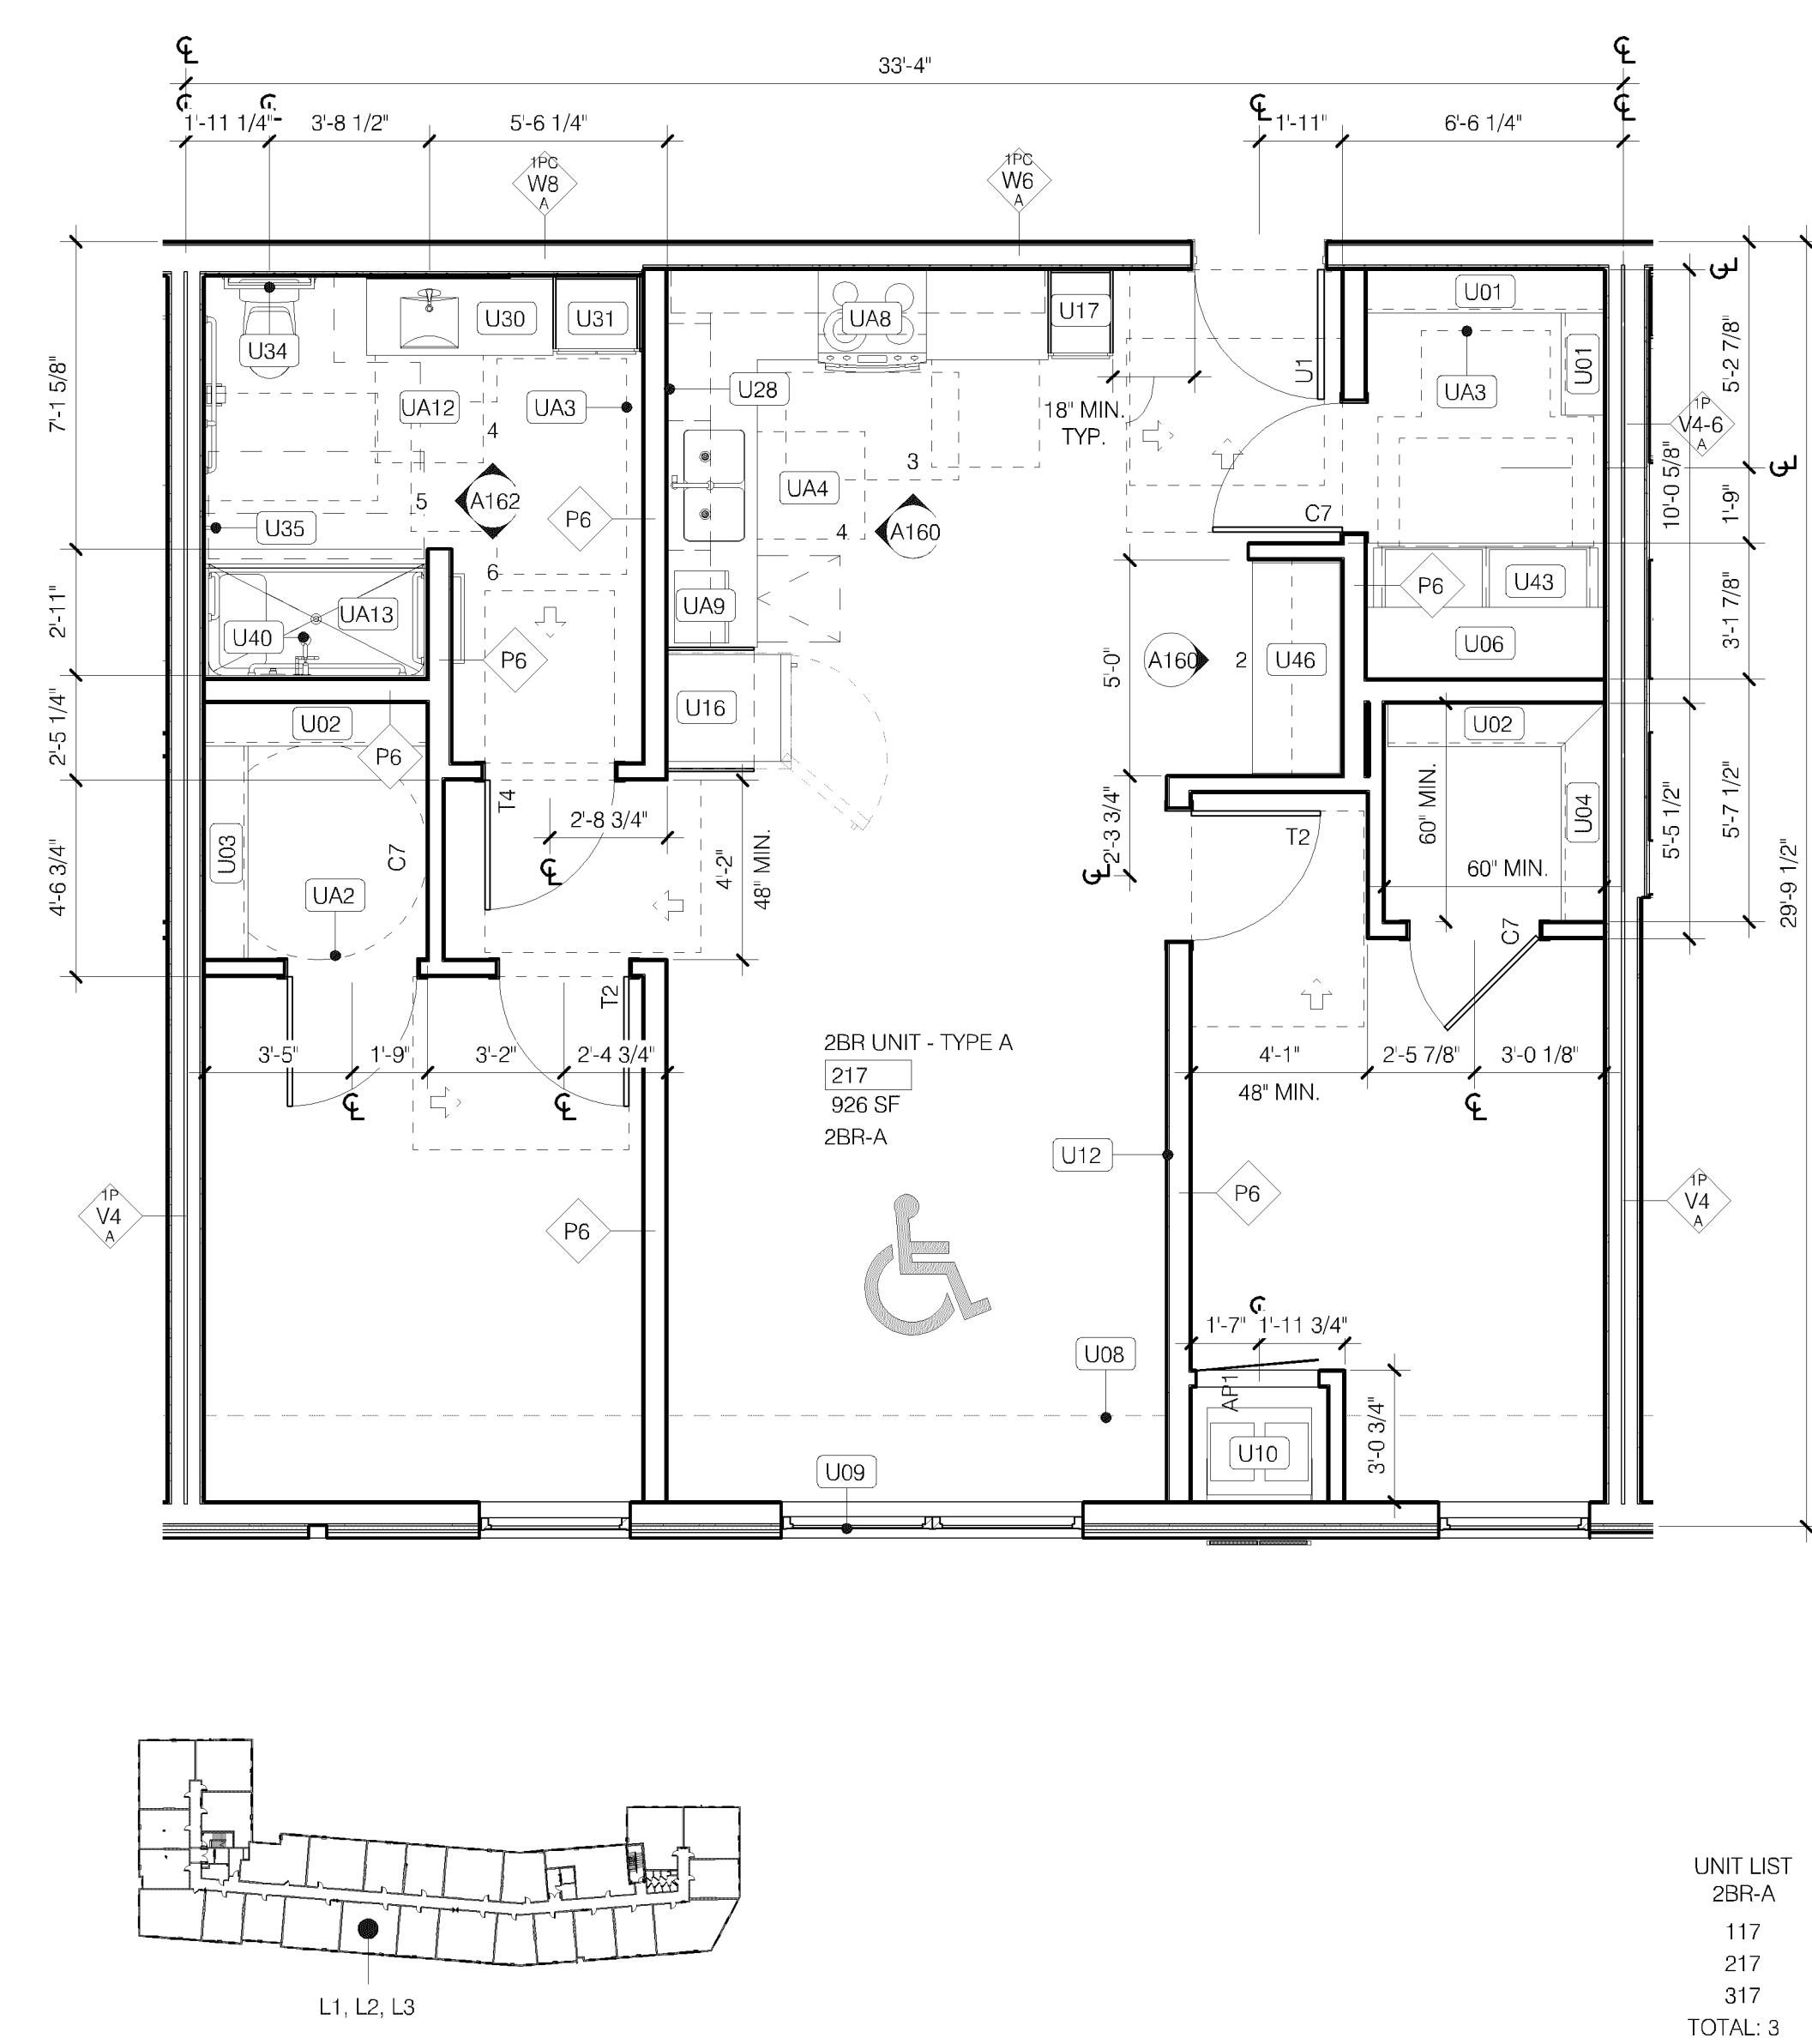 33'-4"
1'-11 1/4"
3'-8 1/2"
5'-6 1/4"
1'-11"
6'-6 1/4"
1PC
W8
A
1PC
W6
A
7'-1 5/8"
2'-11"
2'-5 1/4"
4'-6 3/4"
U34
U30
U31
UA12
UA3
4
5
A162
6
U35
P6
UA13
U40
P6
U02
P6
U03
C7
UA2
T4
2'-8 3/4"
4'-2"
48" MIN.
T2
UA8
U17
U28
UA4
3
4
A160
UA9
U16
18" MIN.
TYP.
U1
C7
U01
U01
UA3
P6
U43
U06
5'-0"
A160
2
U46
2'-3 3/4"
T2
U02
U04
60" MIN.
60" MIN.
C7
1P
V4-6
A
10'-0 5/8"
5'-5 1/2"
5'-2 7/8"
1'-9"
3'-1 7/8"
5'-7 1/2"
29'-9 1/2"
3'-5"
1'-9"
3'-2"
2'-4 3/4"
2BR UNIT - TYPE A
217
926 SF
2BR-A
4'-1"
48" MIN.
2'-5 7/8"
3'-0 1/8"
U12
P6
P6
1P
V4
A
1P
V4
A
1'-7"
1'-11 3/4"
U08
AP1
U10
3'-0 3/4"
U09
L1, L2, L3
UNIT LIST
2BR-A
117
217
317
TOTAL: 3